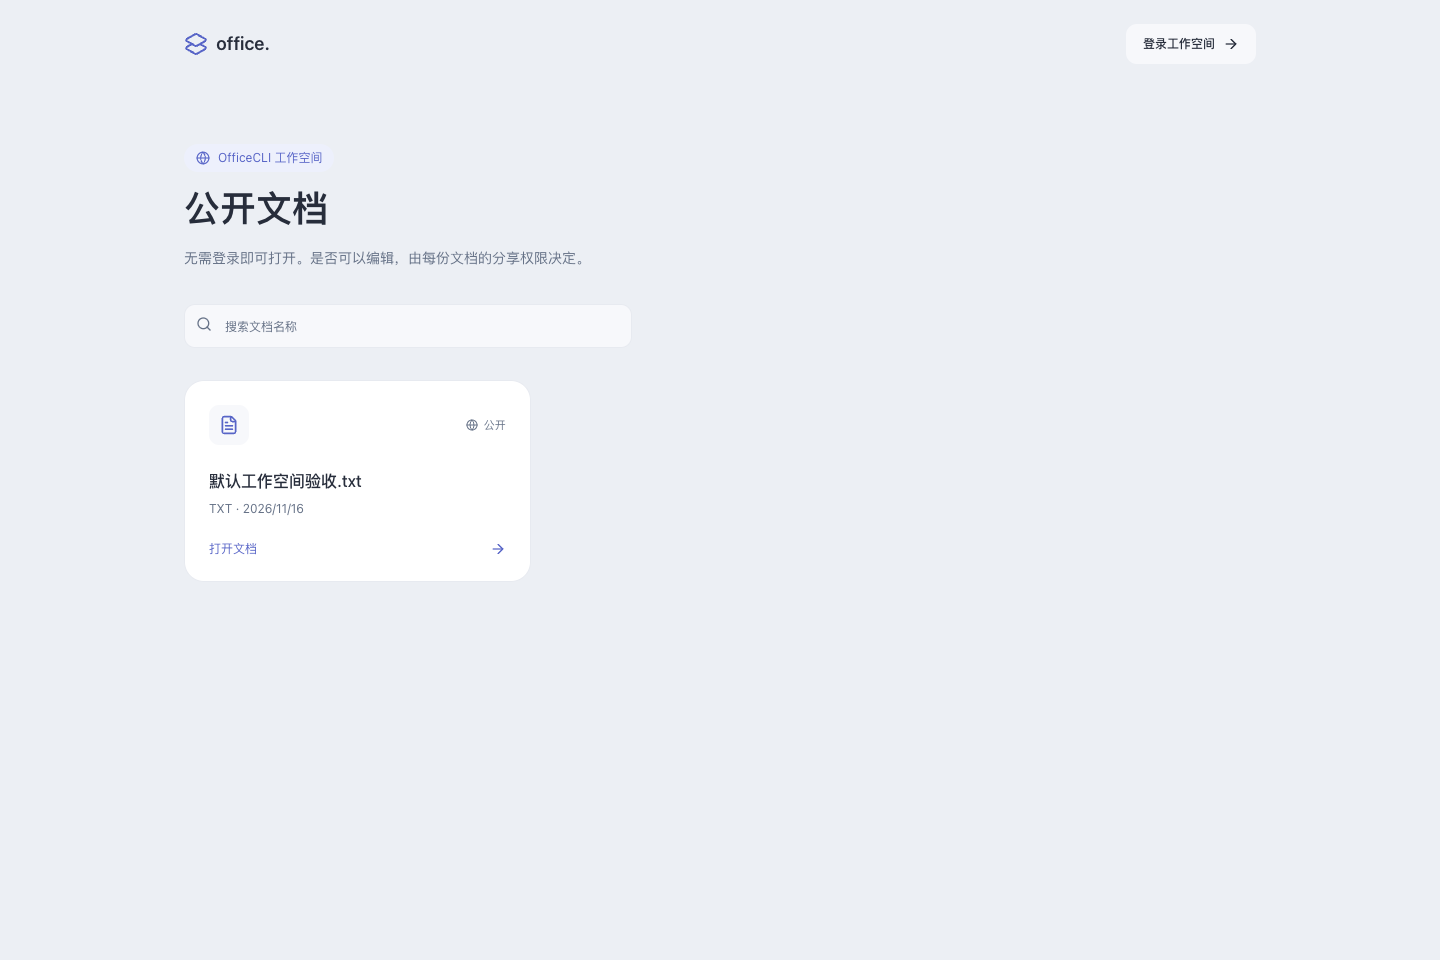 office.
登录工作空间
OfficeCLI 工作空间
公开文档
无需登录即可打开。是否可以编辑，由每份文档的分享权限决定。
搜索文档名称
公开
默认工作空间验收.txt
TXT · 2026/11/16
打开文档